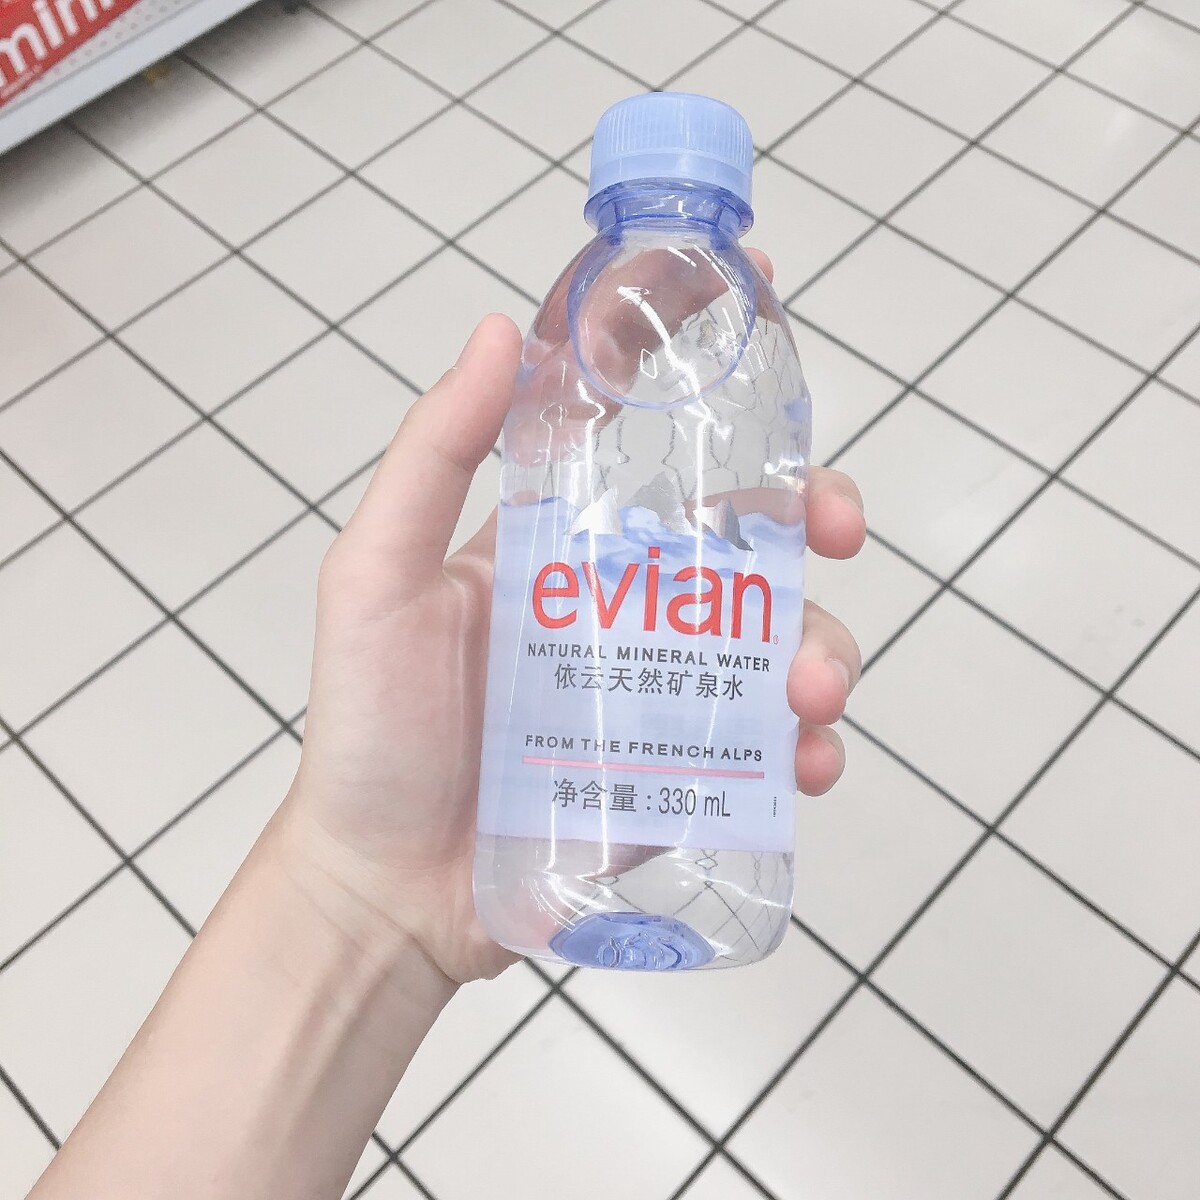 min
evian
NATURAL MINERAL WATER
依云天然矿泉水
FROM THE FRENCH ALPS
净含量：330 mL